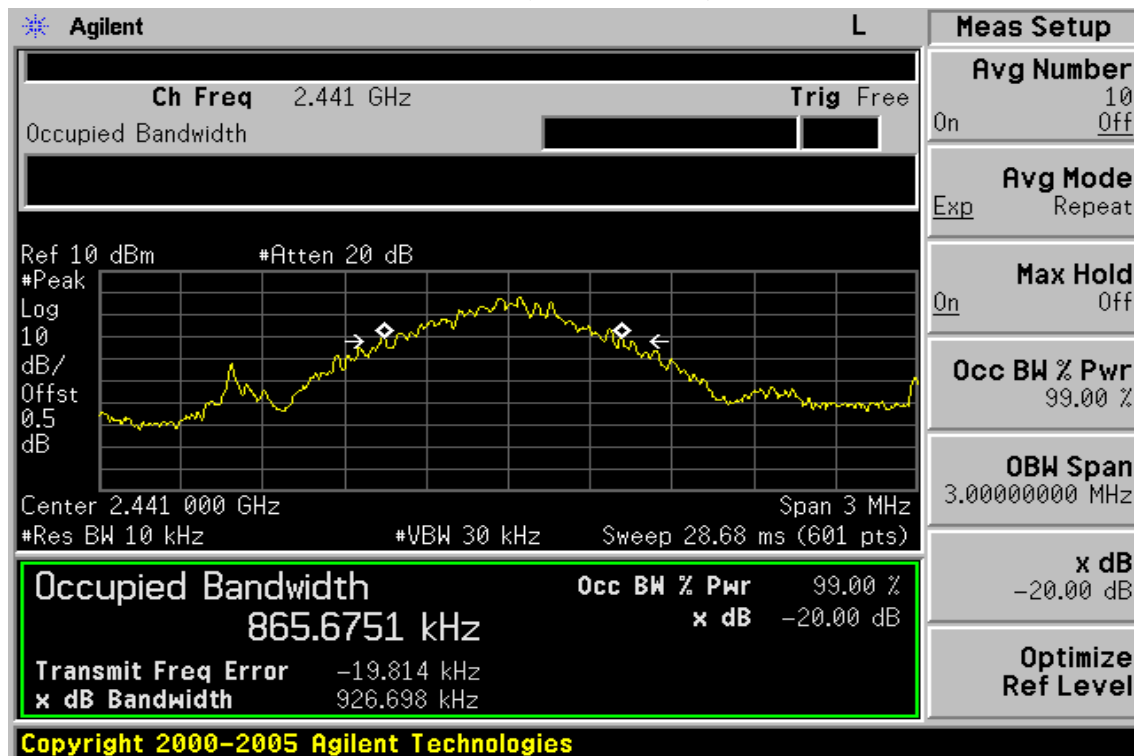 Agilent L Meas Setup
Ch Freq 2.441 GHz Trig Free
Occupied Bandwidth
Ref 10 dBm #Atten 20 dB
#Peak
Log
10
dB/
Offst
0.5
dB
Center 2.441 000 GHz Span 3 MHz
#Res BW 10 kHz #VBW 30 kHz Sweep 28.68 ms (601 pts)
Occupied Bandwidth Occ BW % Pwr 99.00 %
865.6751 kHz x dB -20.00 dB
Transmit Freq Error -19.814 kHz
x dB Bandwidth 926.698 kHz
Avg Number
10
On Off
Avg Mode
Exp Repeat
Max Hold
On Off
Occ BW % Pwr
99.00 %
OBW Span
3.00000000 MHz
x dB
-20.00 dB
Optimize
Ref Level
Copyright 2000-2005 Agilent Technologies